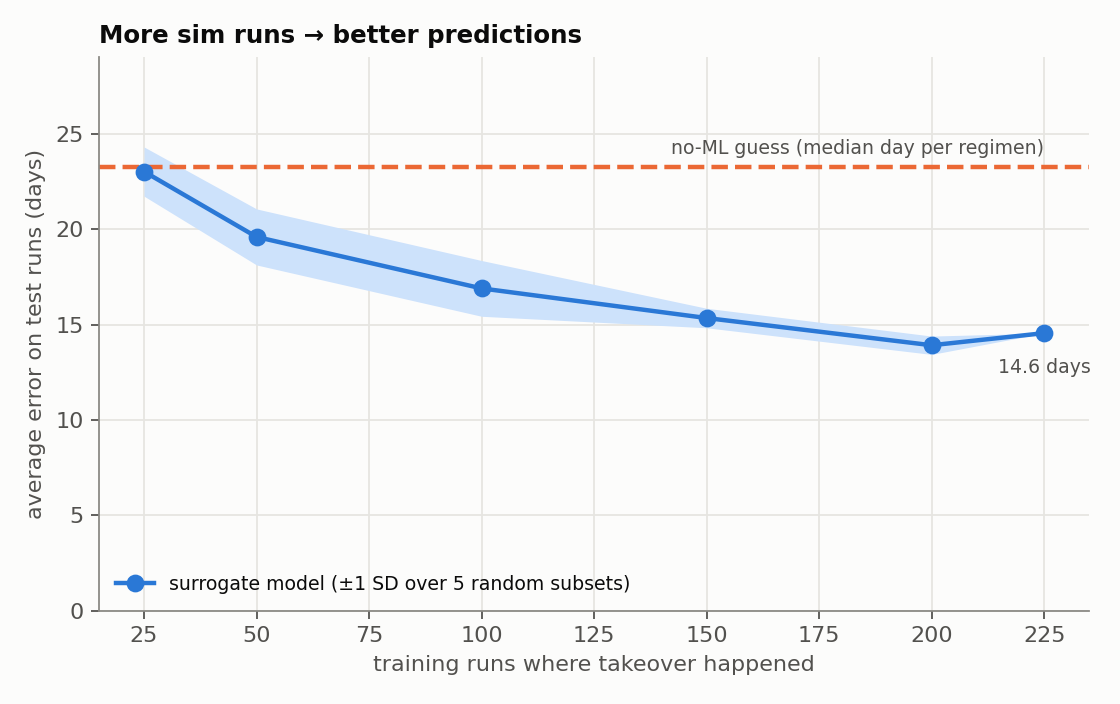 More sim runs → better predictions
average error on test runs (days)
25
20
15
10
5
0
no-ML guess (median day per regimen)
14.6 days
surrogate model (±1 SD over 5 random subsets)
25 50 75 100 125 150 175 200 225
training runs where takeover happened